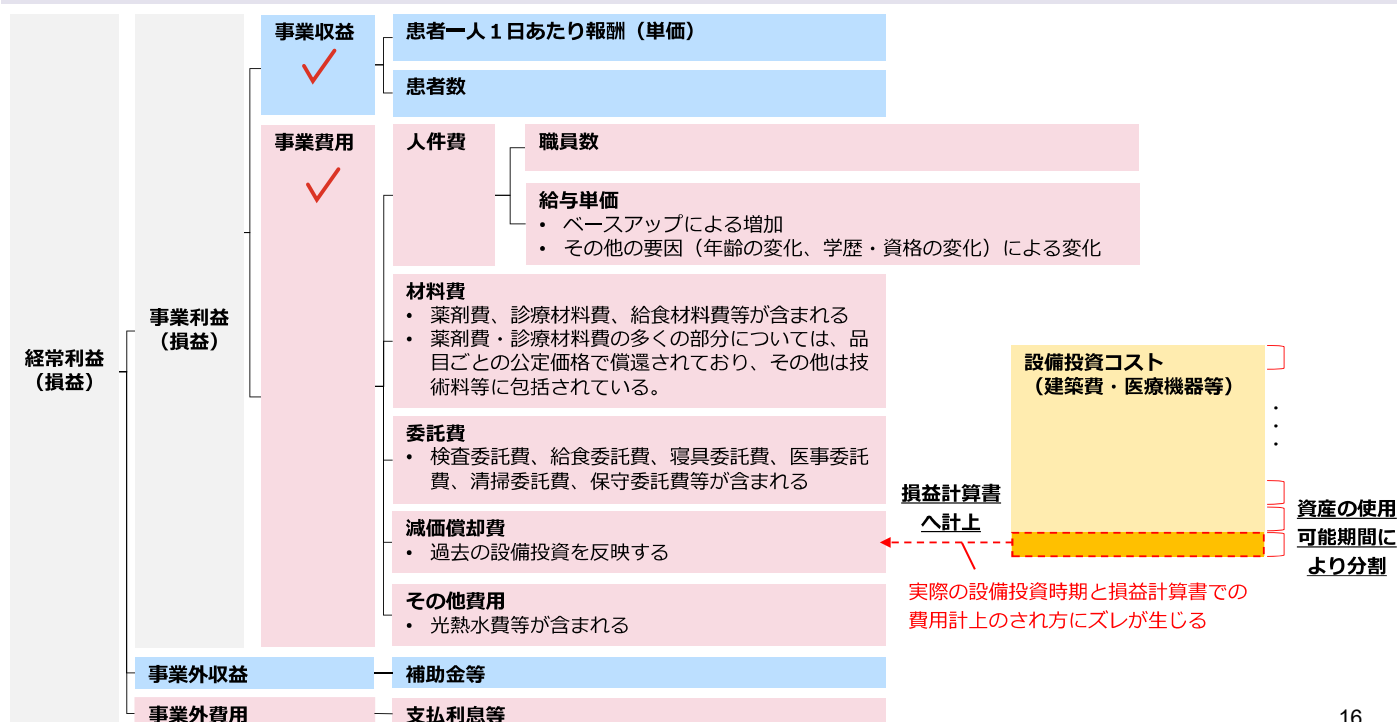 事業収益
患者一人１日あたり報酬（単価）
患者数
事業費用
人件費
職員数
給与単価
• ベースアップによる増加
• その他の要因（年齢の変化、学歴・資格の変化）による変化
材料費
• 薬剤費、診療材料費、給食材料費等が含まれる
• 薬剤費・診療材料費の多くの部分については、品
目ごとの公定価格で償還されており、その他は技
術料等に包括されている。
事業利益
（損益）
経常利益
（損益）
委託費
• 検査委託費、給食委託費、寝具委託費、医事委託
費、清掃委託費、保守委託費等が含まれる
減価償却費
• 過去の設備投資を反映する
その他費用
• 光熱水費等が含まれる
設備投資コスト
（建築費・医療機器等）
・
・
・
損益計算書
へ計上
資産の使用
可能期間に
より分割
実際の設備投資時期と損益計算書での
費用計上のされ方にズレが生じる
事業外収益
補助金等
事業外費用
支払利息等
16